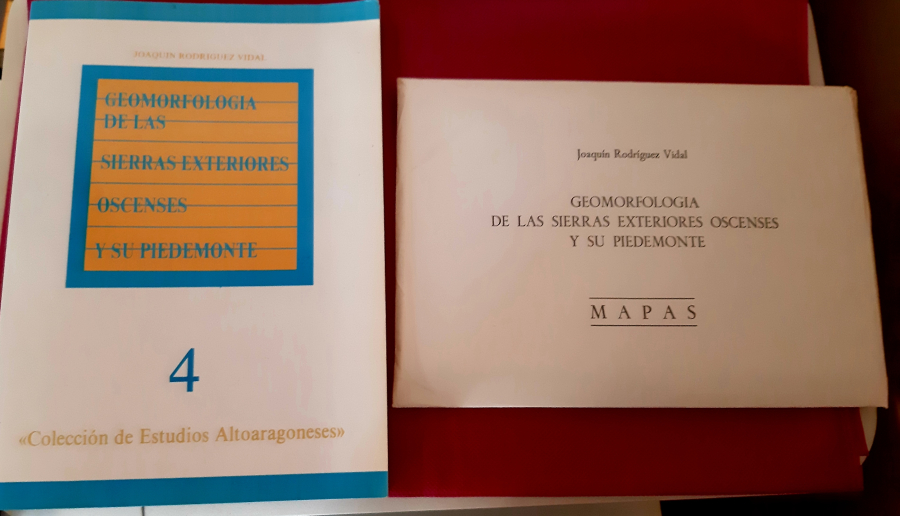 JOAQUIN RODRIGUEZ VIDAL
GEOMORFOLOGIA
DE LAS
SIERRAS EXTERIORES
OSCENSES
Y SU PIEDEMONTE
4
«Colección de Estudios Altoaragoneses»
Joaquín Rodríguez Vidal
GEOMORFOLOGIA
DE LAS SIERRAS EXTERIORES OSCENSES
Y SU PIEDEMONTE
MAPAS